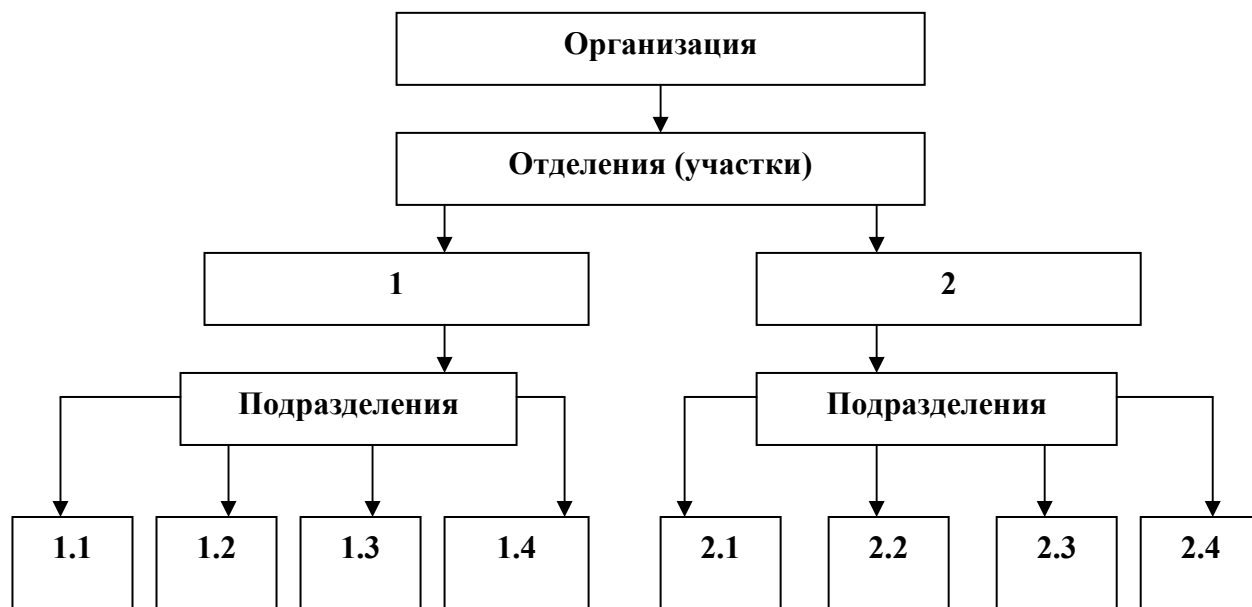 Организация
Отделения (участки)
1
2
Подразделения
Подразделения
1.1
1.2
1.3
1.4
2.1
2.2
2.3
2.4